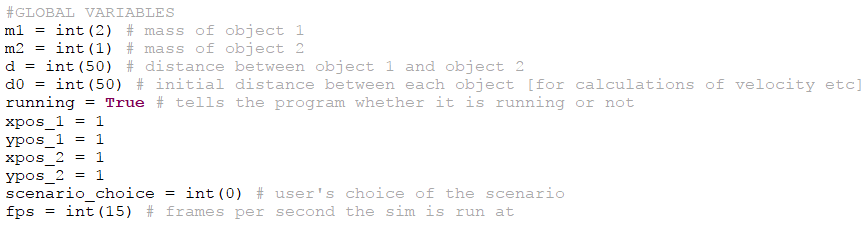 #GLOBAL VARIABLES
m1 = int(2) # mass of object 1
m2 = int(1) # mass of object 2
d = int(50) # distance between object 1 and object 2
d0 = int(50) # initial distance between each object [for calculations of velocity etc]
running = True # tells the program whether it is running or not
xpos_1 = 1
ypos_1 = 1
xpos_2 = 1
ypos_2 = 1
scenario_choice = int(0) # user's choice of the scenario
fps = int(15) # frames per second the sim is run at